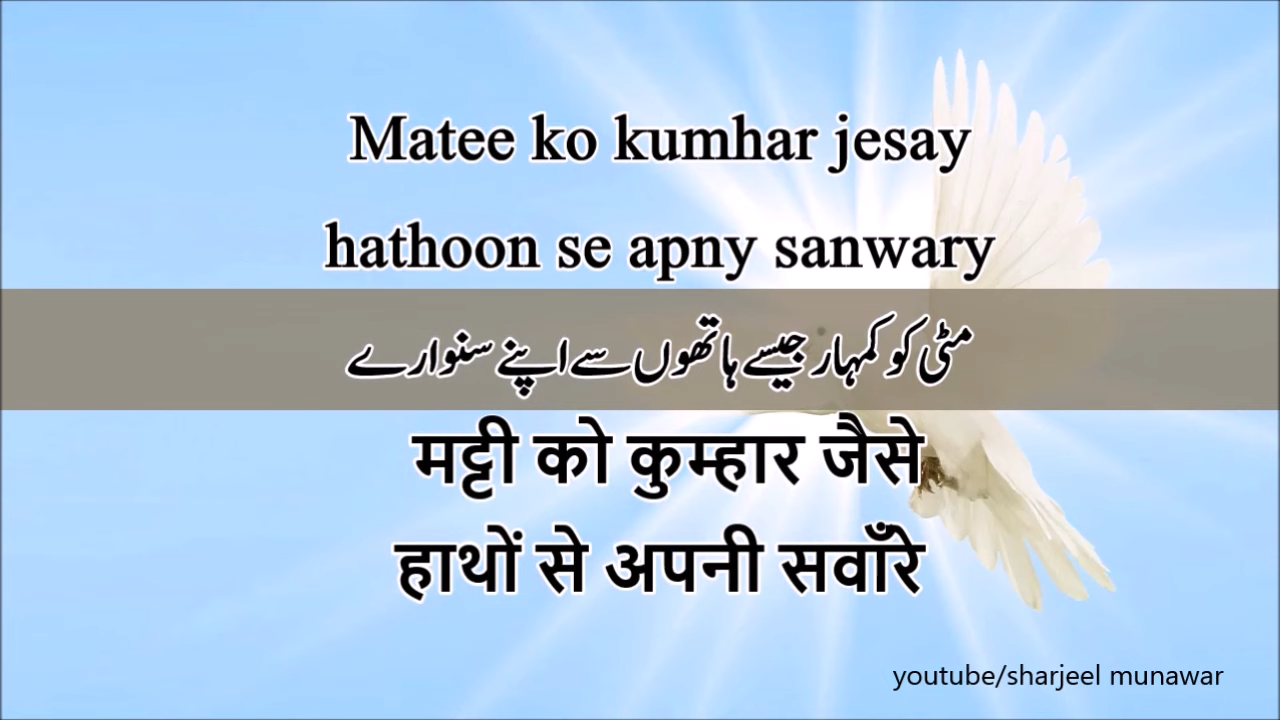 Matee ko kumhar jesay
hathoon se apny sanwary
مٹی کو کمہار جیسے ہاتھوں سے اپنے سنوارے
मट्टी को कुम्हार जैसे
हाथों से अपनी सवाँरे
youtube/sharjeel munawar